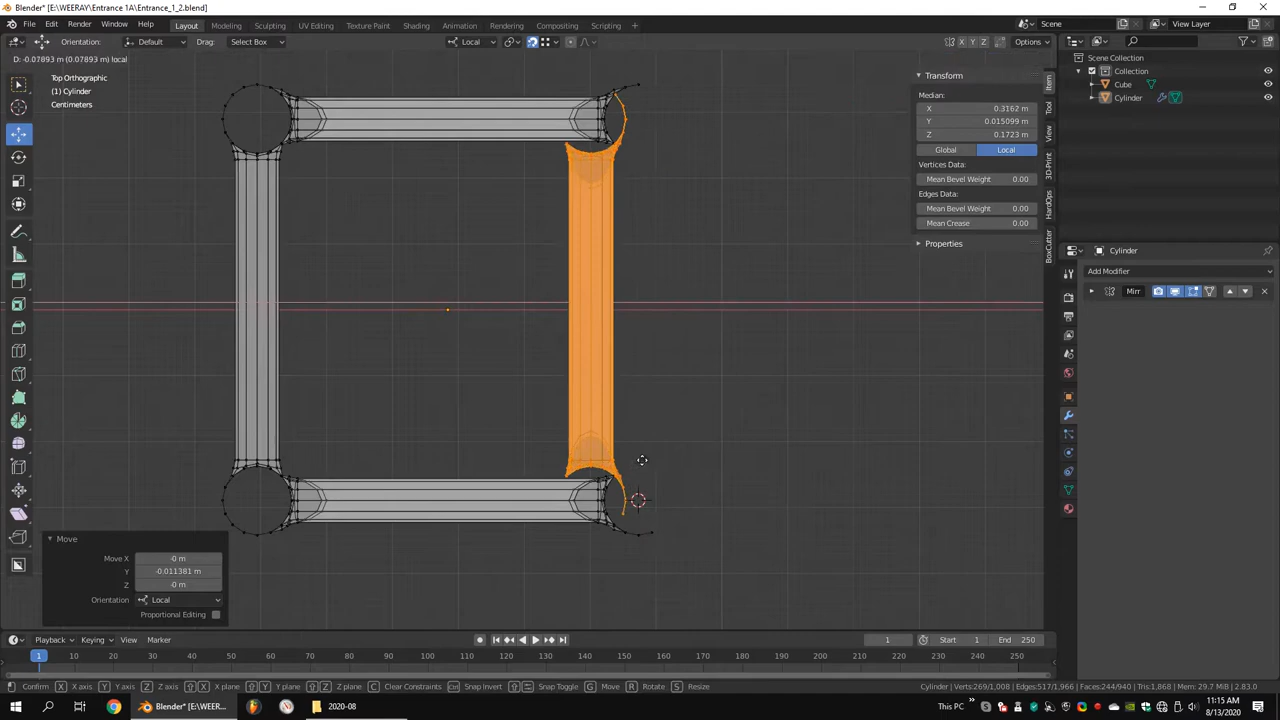 Blender* [E:\WEERAY\Entrance 1A\Entrance_1_2.blend]
File Edit Render Window Help Layout Modeling Sculpting UV Editing Texture Paint Shading Animation Rendering Compositing Scripting + Scene View Layer
Orientation: Default Drag: Select Box Local X Y Z Options
D: -0.07893 m (0.07893 m) local
Top Orthographic
(1) Cylinder
Centimeters
Transform
Median:
X 0.3162 m
Y 0.015099 m
Z 0.1723 m
Global Local
Vertices Data:
Mean Bevel Weight 0.00
Edges Data:
Mean Bevel Weight 0.00
Mean Crease 0.00
Properties
Item
Tool
View
3D-Print
HardOps
BoxCutter
Scene Collection
Collection
Cube
Cylinder
Cylinder
Add Modifier
Mirr
Move
Move X -0 m
Y -0.011381 m
Z -0 m
Orientation Local
Proportional Editing
Playback Keying View Marker 1 Start 1 End 250
1 10 20 30 40 50 60 70 80 90 100 110 120 130 140 150 160 170 180 190 200 210 220 230 240 250
Confirm X X axis Y Y axis Z Z axis X X plane Y Y plane Z Z plane C Clear Constraints Snap Invert Snap Toggle G Move R Rotate S Resize Cylinder | Verts:269/1,008 | Edges:517/1,966 | Faces:244/940 | Tris:1,868 | Mem: 29.7 MiB | 2.83.0
Blender* [E:\WEER... 2020-08 This PC 11:15 AM
8/13/2020